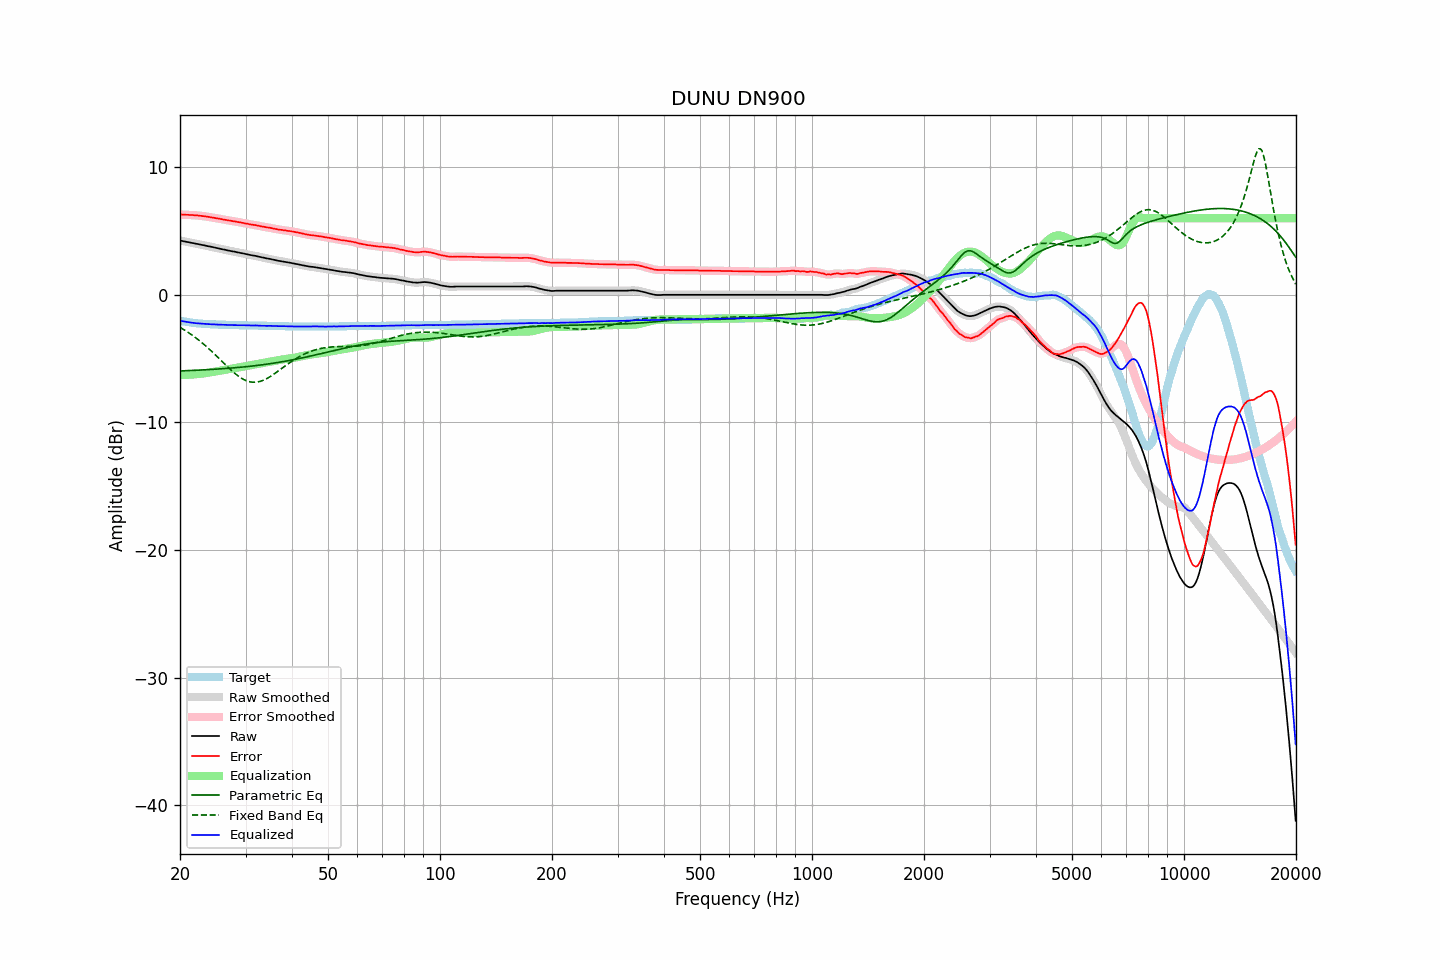 DUNU DN900
Amplitude (dBr)
10
0
−10
−20
−30
−40
Target
Raw Smoothed
Error Smoothed
Raw
Error
Equalization
Parametric Eq
Fixed Band Eq
Equalized
20 50 100 200 500 1000 2000 5000 10000 20000
Frequency (Hz)